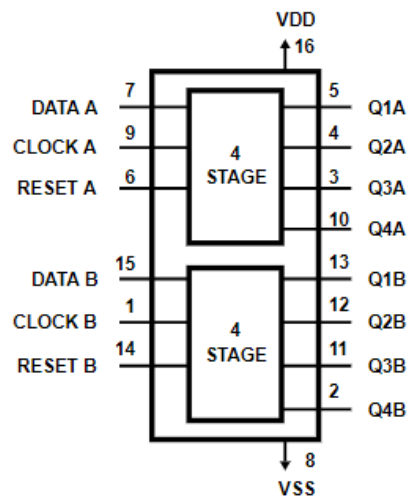 VDD
16
7 5
DATA A Q1A
9 4
CLOCK A Q2A
6 4 3
RESET A STAGE Q3A
10
Q4A
15 13
DATA B Q1B
1 12
CLOCK B 4 Q2B
14 STAGE 11
RESET B Q3B
2
Q4B
8
VSS